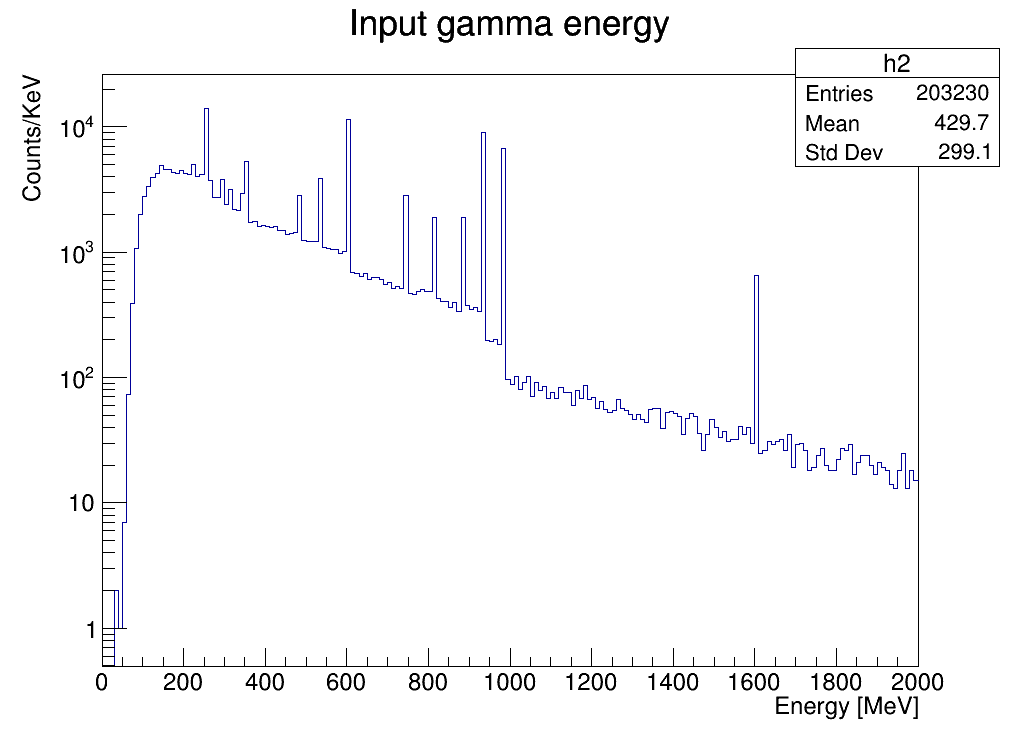 Input gamma energy
h2
Entries 203230
Mean 429.7
Std Dev 299.1
Counts/KeV
10^4
10^3
10^2
10
1
0 200 400 600 800 1000 1200 1400 1600 1800 2000
Energy [MeV]